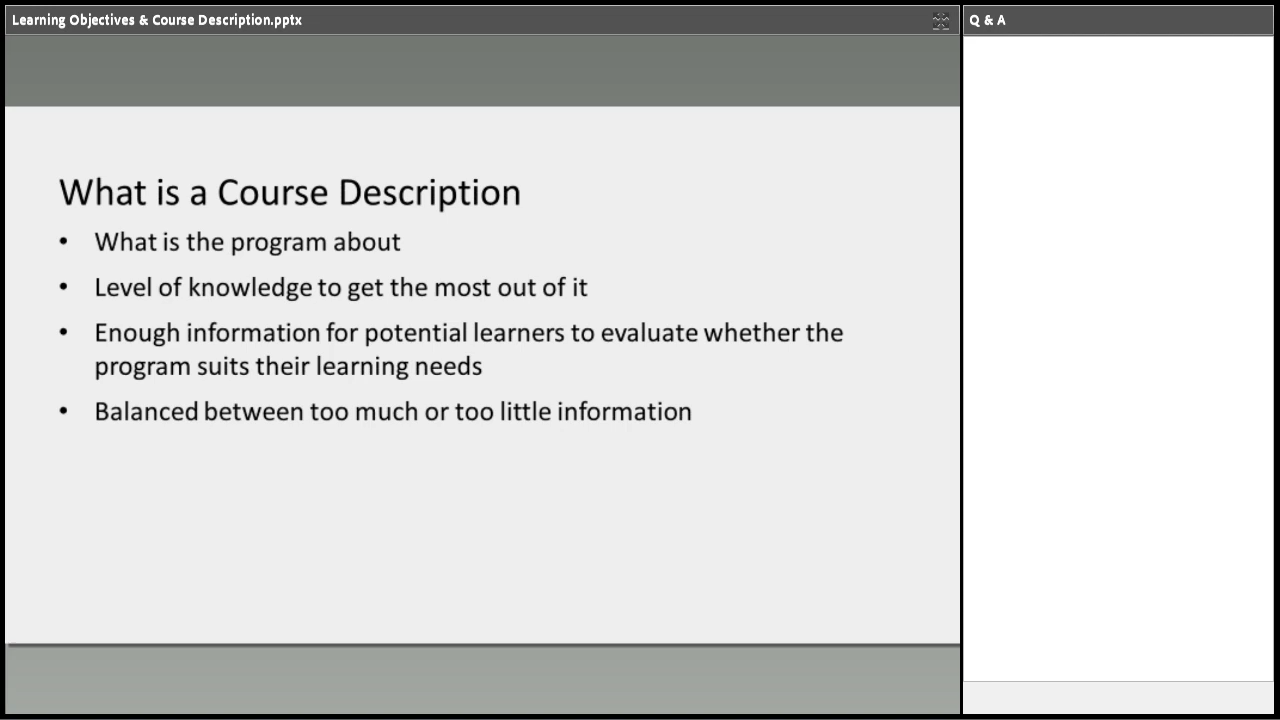 Learning Objectives & Course Description.pptx
Q & A
What is a Course Description
• What is the program about
• Level of knowledge to get the most out of it
• Enough information for potential learners to evaluate whether the
program suits their learning needs
• Balanced between too much or too little information